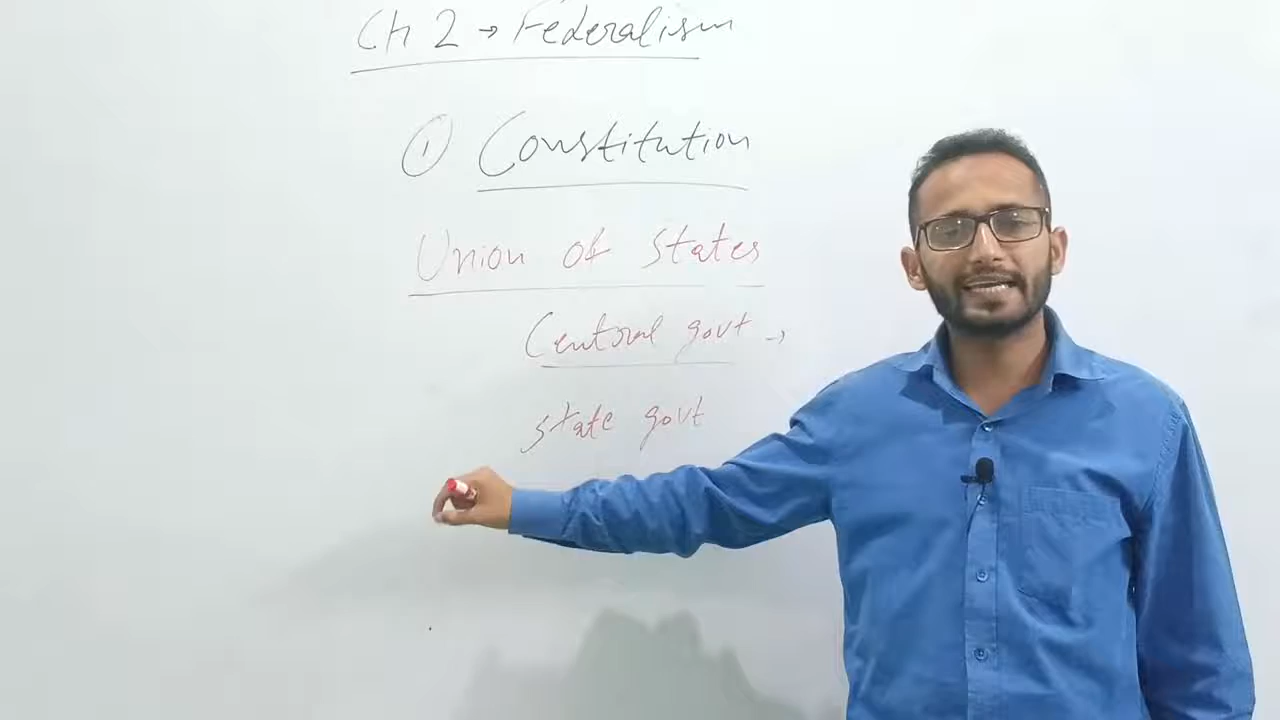 Ch 2 → Federalism
① Constitution
Union of States
Central govt →
state govt